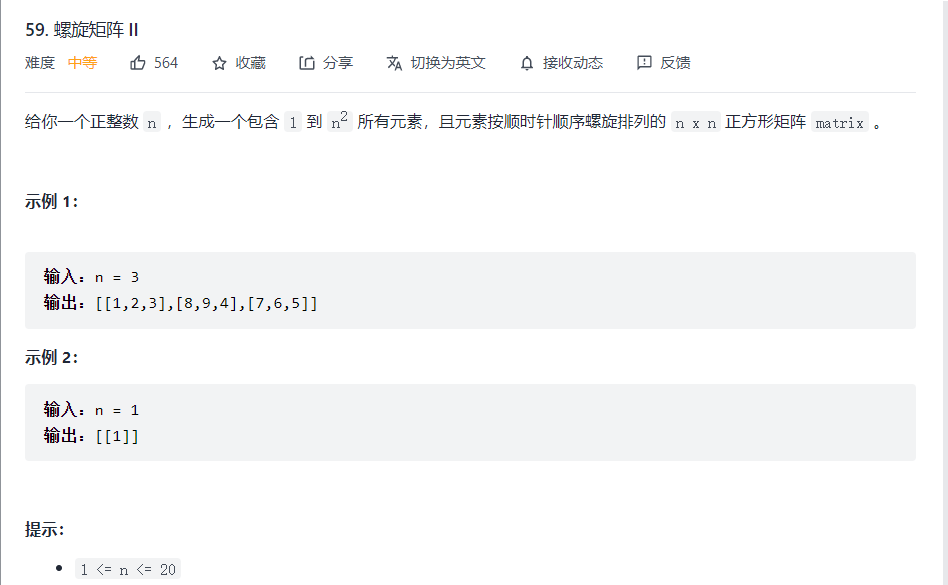 59. 螺旋矩阵 II
难度 中等 564 收藏 分享 切换为英文 接收动态 反馈
给你一个正整数 n ，生成一个包含 1 到 n² 所有元素，且元素按顺时针顺序螺旋排列的 n x n 正方形矩阵 matrix 。
示例 1：
输入：n = 3
输出：[[1,2,3],[8,9,4],[7,6,5]]
示例 2：
输入：n = 1
输出：[[1]]
提示：
• 1 <= n <= 20